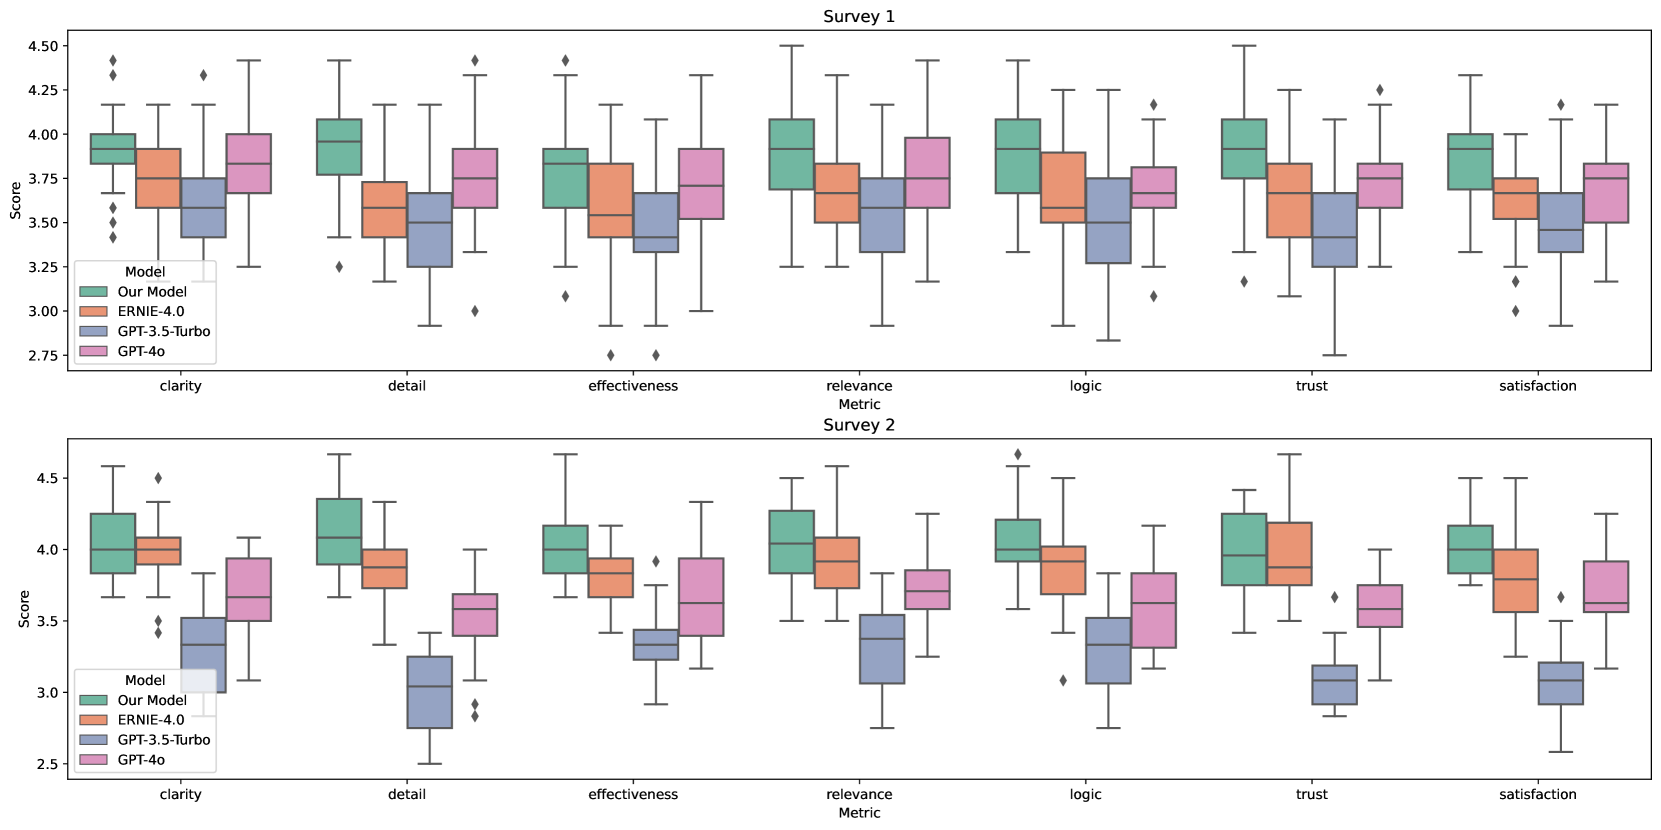 Survey 1
4.50
4.25
4.00
3.75
3.50
3.25
3.00
2.75
Score
Model
Our Model
ERNIE-4.0
GPT-3.5-Turbo
GPT-4o
clarity detail effectiveness relevance logic trust satisfaction
Metric
Survey 2
4.5
4.0
3.5
3.0
2.5
Score
Model
Our Model
ERNIE-4.0
GPT-3.5-Turbo
GPT-4o
clarity detail effectiveness relevance logic trust satisfaction
Metric